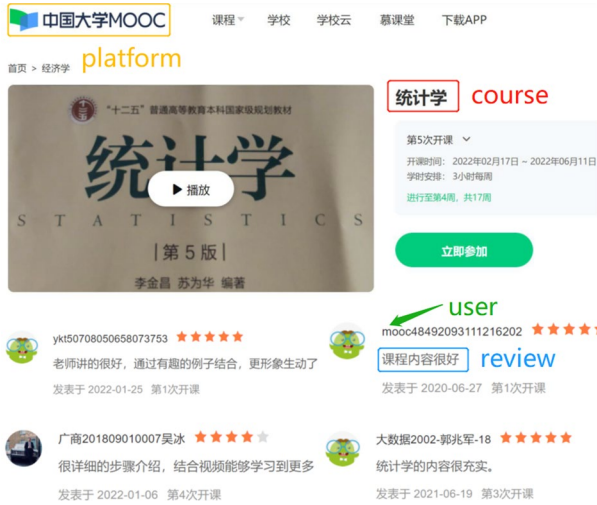 中国大学MOOC
课程 学校 学校云 慕课堂 下载APP
platform
首页 > 经济学
"十二五"普通高等教育本科国家级规划教材
统计学
播放
STATISTICS
第5版
李金昌 苏为华 编著
统计学 course
第5次开课
开课时间: 2022年02月17日 ~ 2022年06月11日
学时安排: 3小时每周
进行至第4周，共17周
立即参加
ykt50708050658073753
老师讲的很好，通过有趣的例子结合，更形象生动了
发表于 2022-01-25 第1次开课
user
mooc48492093111216202
课程内容很好 review
发表于 2020-06-27 第1次开课
广商201809010007吴冰
很详细的步骤介绍，结合视频能够学习到更多
发表于 2022-01-06 第4次开课
大数据2002-郭兆军-18
统计学的内容很充实。
发表于 2021-06-19 第3次开课